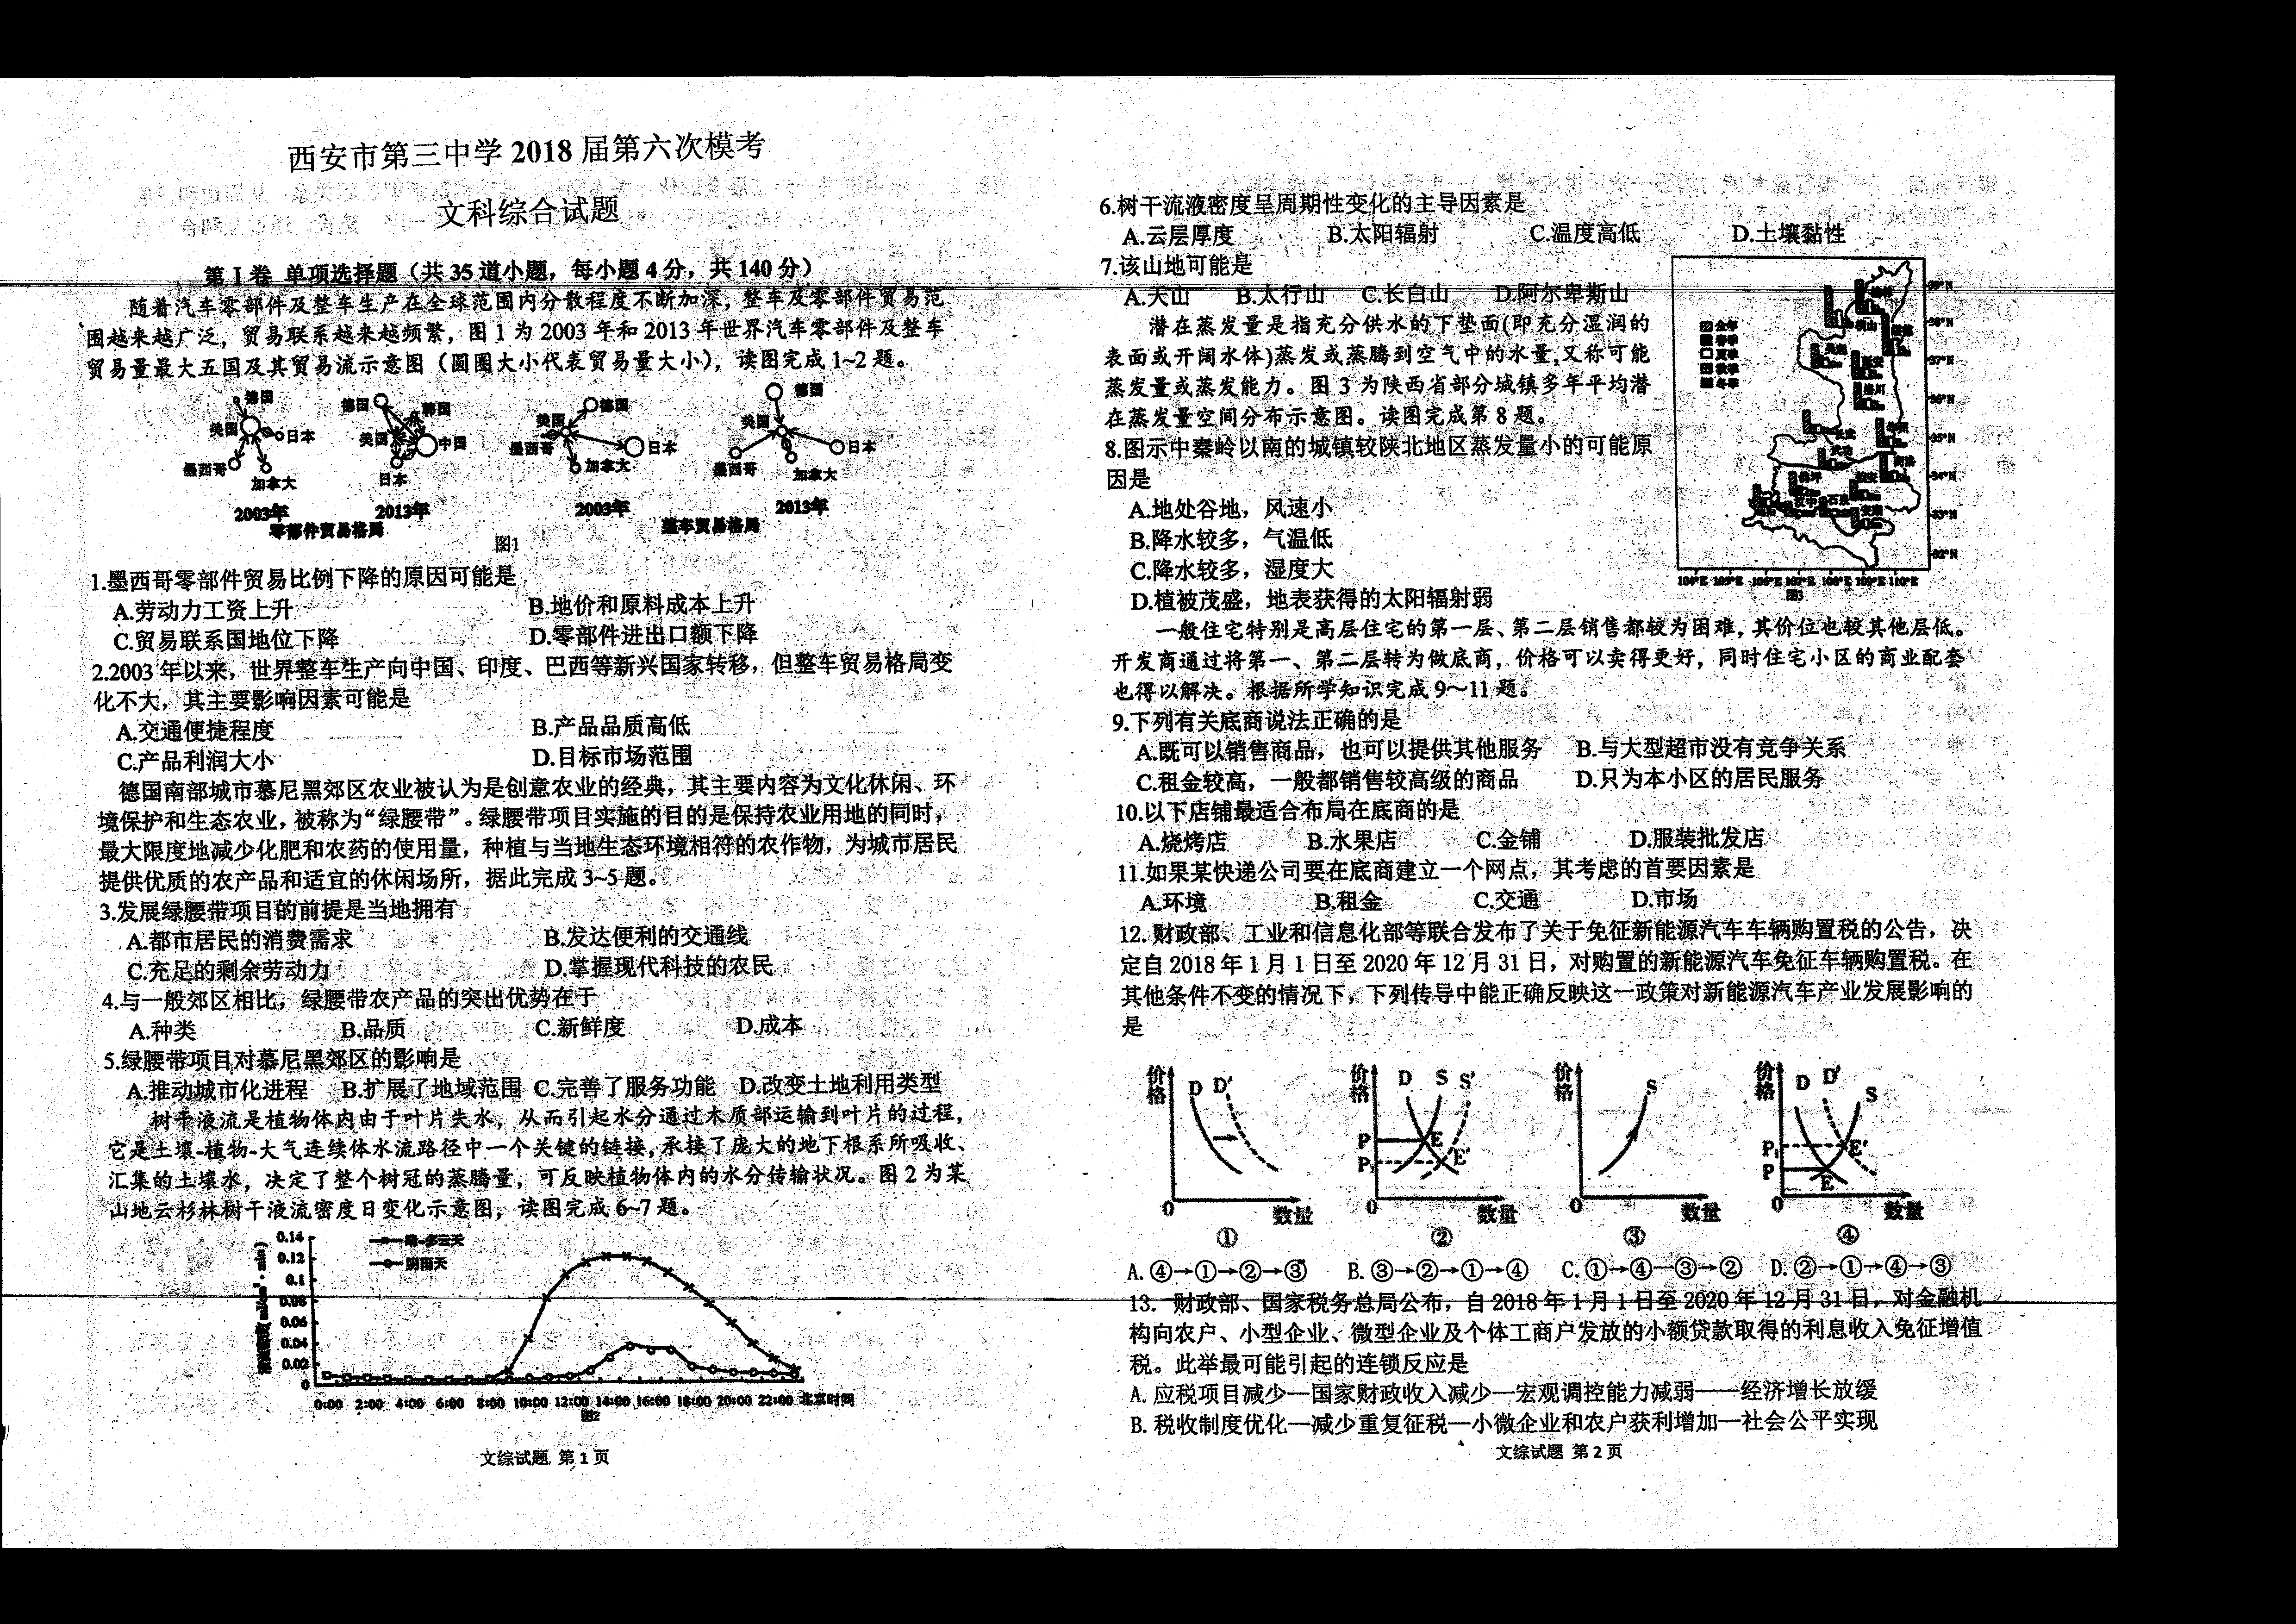 西安市第三中学 2018 届第六次模考
文科综合试题
第 I 卷 单项选择题（共 35 道小题，每小题 4 分，共 140 分）
随着汽车零部件及整车生产在全球范围内分散程度不断加深，整车及零部件贸易范
围越来越广泛，贸易联系越来越频繁，图 1 为 2003 年和 2013 年世界汽车零部件及整车
贸易量最大五国及其贸易流示意图（圆圈大小代表贸易量大小），读图完成 1~2 题。
德国 美国 日本 墨西哥 加拿大
德国 韩国 美国 中国 日本
美国 德国 墨西哥 日本 加拿大
德国 美国 日本 墨西哥 加拿大
2003年 2013年 2003年 2013年
零部件贸易格局 整车贸易格局
图1
1.墨西哥零部件贸易比例下降的原因可能是
A.劳动力工资上升 B.地价和原料成本上升
C.贸易联系国地位下降 D.零部件进出口额下降
2.2003 年以来，世界整车生产向中国、印度、巴西等新兴国家转移，但整车贸易格局变
化不大，其主要影响因素可能是
A.交通便捷程度 B.产品品质高低
C.产品利润大小 D.目标市场范围
德国南部城市慕尼黑郊区农业被认为是创意农业的经典，其主要内容为文化休闲、环
境保护和生态农业，被称为“绿腰带”。绿腰带项目实施的目的是保持农业用地的同时，
最大限度地减少化肥和农药的使用量，种植与当地生态环境相符的农作物，为城市居民
提供优质的农产品和适宜的休闲场所，据此完成 3~5 题。
3.发展绿腰带项目的前提是当地拥有
A.都市居民的消费需求 B.发达便利的交通线
C.充足的剩余劳动力 D.掌握现代科技的农民
4.与一般郊区相比，绿腰带农产品的突出优势在于
A.种类 B.品质 C.新鲜度 D.成本
5.绿腰带项目对慕尼黑郊区的影响是
A.推动城市化进程 B.扩展了地域范围 C.完善了服务功能 D.改变土地利用类型
树干液流是植物体内由于叶片失水，从而引起水分通过木质部运输到叶片的过程，
它是土壤-植物-大气连续体水流路径中一个关键的链接，承接了庞大的地下根系所吸收、
汇集的土壤水，决定了整个树冠的蒸腾量，可反映植物体内的水分传输状况。图 2 为某
山地云杉林树干液流密度日变化示意图，读图完成 6~7 题。
0.14
0.12
0.1
0.08
0.06
0.04
0.02
0
阴雨天
0:00 2:00 4:00 6:00 8:00 10:00 12:00 14:00 16:00 18:00 20:00 22:00 北京时间
图2
文综试题 第 1 页
6.树干流液密度呈周期性变化的主导因素是
A.云层厚度 B.太阳辐射 C.温度高低 D.土壤黏性
7.该山地可能是
A.天山 B.太行山 C.长白山 D.阿尔卑斯山
潜在蒸发量是指充分供水的下垫面(即充分湿润的
表面或开阔水体)蒸发或蒸腾到空气中的水量，又称可能
蒸发量或蒸发能力。图 3 为陕西省部分城镇多年平均潜
在蒸发量空间分布示意图。读图完成第 8 题。
8.图示中秦岭以南的城镇较陕北地区蒸发量小的可能原
因是
A.地处谷地，风速小
B.降水较多，气温低
C.降水较多，湿度大
D.植被茂盛，地表获得的太阳辐射弱
全年
春季
夏季
秋季
冬季
39°N
38°N
37°N
36°N
35°N
34°N
33°N
32°N
104°E 105°E 106°E 107°E 108°E 109°E 110°E
图3
一般住宅特别是高层住宅的第一层、第二层销售都较为困难，其价位也较其他层低。
开发商通过将第一、第二层转为做底商，价格可以卖得更好，同时住宅小区的商业配套
也得以解决。根据所学知识完成 9～11 题。
9.下列有关底商说法正确的是
A.既可以销售商品，也可以提供其他服务 B.与大型超市没有竞争关系
C.租金较高，一般都销售较高级的商品 D.只为本小区的居民服务
10.以下店铺最适合布局在底商的是
A.烧烤店 B.水果店 C.金铺 D.服装批发店
11.如果某快递公司要在底商建立一个网点，其考虑的首要因素是
A.环境 B.租金 C.交通 D.市场
12. 财政部、工业和信息化部等联合发布了关于免征新能源汽车车辆购置税的公告，决
定自 2018 年 1 月 1 日至 2020 年 12 月 31 日，对购置的新能源汽车免征车辆购置税。在
其他条件不变的情况下，下列传导中能正确反映这一政策对新能源汽车产业发展影响的
是
价格 D D′ 0 数量 ①
价格 D S S′ P E P₁ E′ 0 数量 ②
价格 S 0 数量 ③
价格 D D′ S P₁ E′ P E 0 数量 ④
A. ④→①→②→③ B. ③→②→①→④ C. ①→④→③→② D. ②→①→④→③
13. 财政部、国家税务总局公布，自 2018 年 1 月 1 日至 2020 年 12 月 31 日，对金融机
构向农户、小型企业、微型企业及个体工商户发放的小额贷款取得的利息收入免征增值
税。此举最可能引起的连锁反应是
A. 应税项目减少—国家财政收入减少—宏观调控能力减弱——经济增长放缓
B. 税收制度优化—减少重复征税—小微企业和农户获利增加—社会公平实现
文综试题 第 2 页